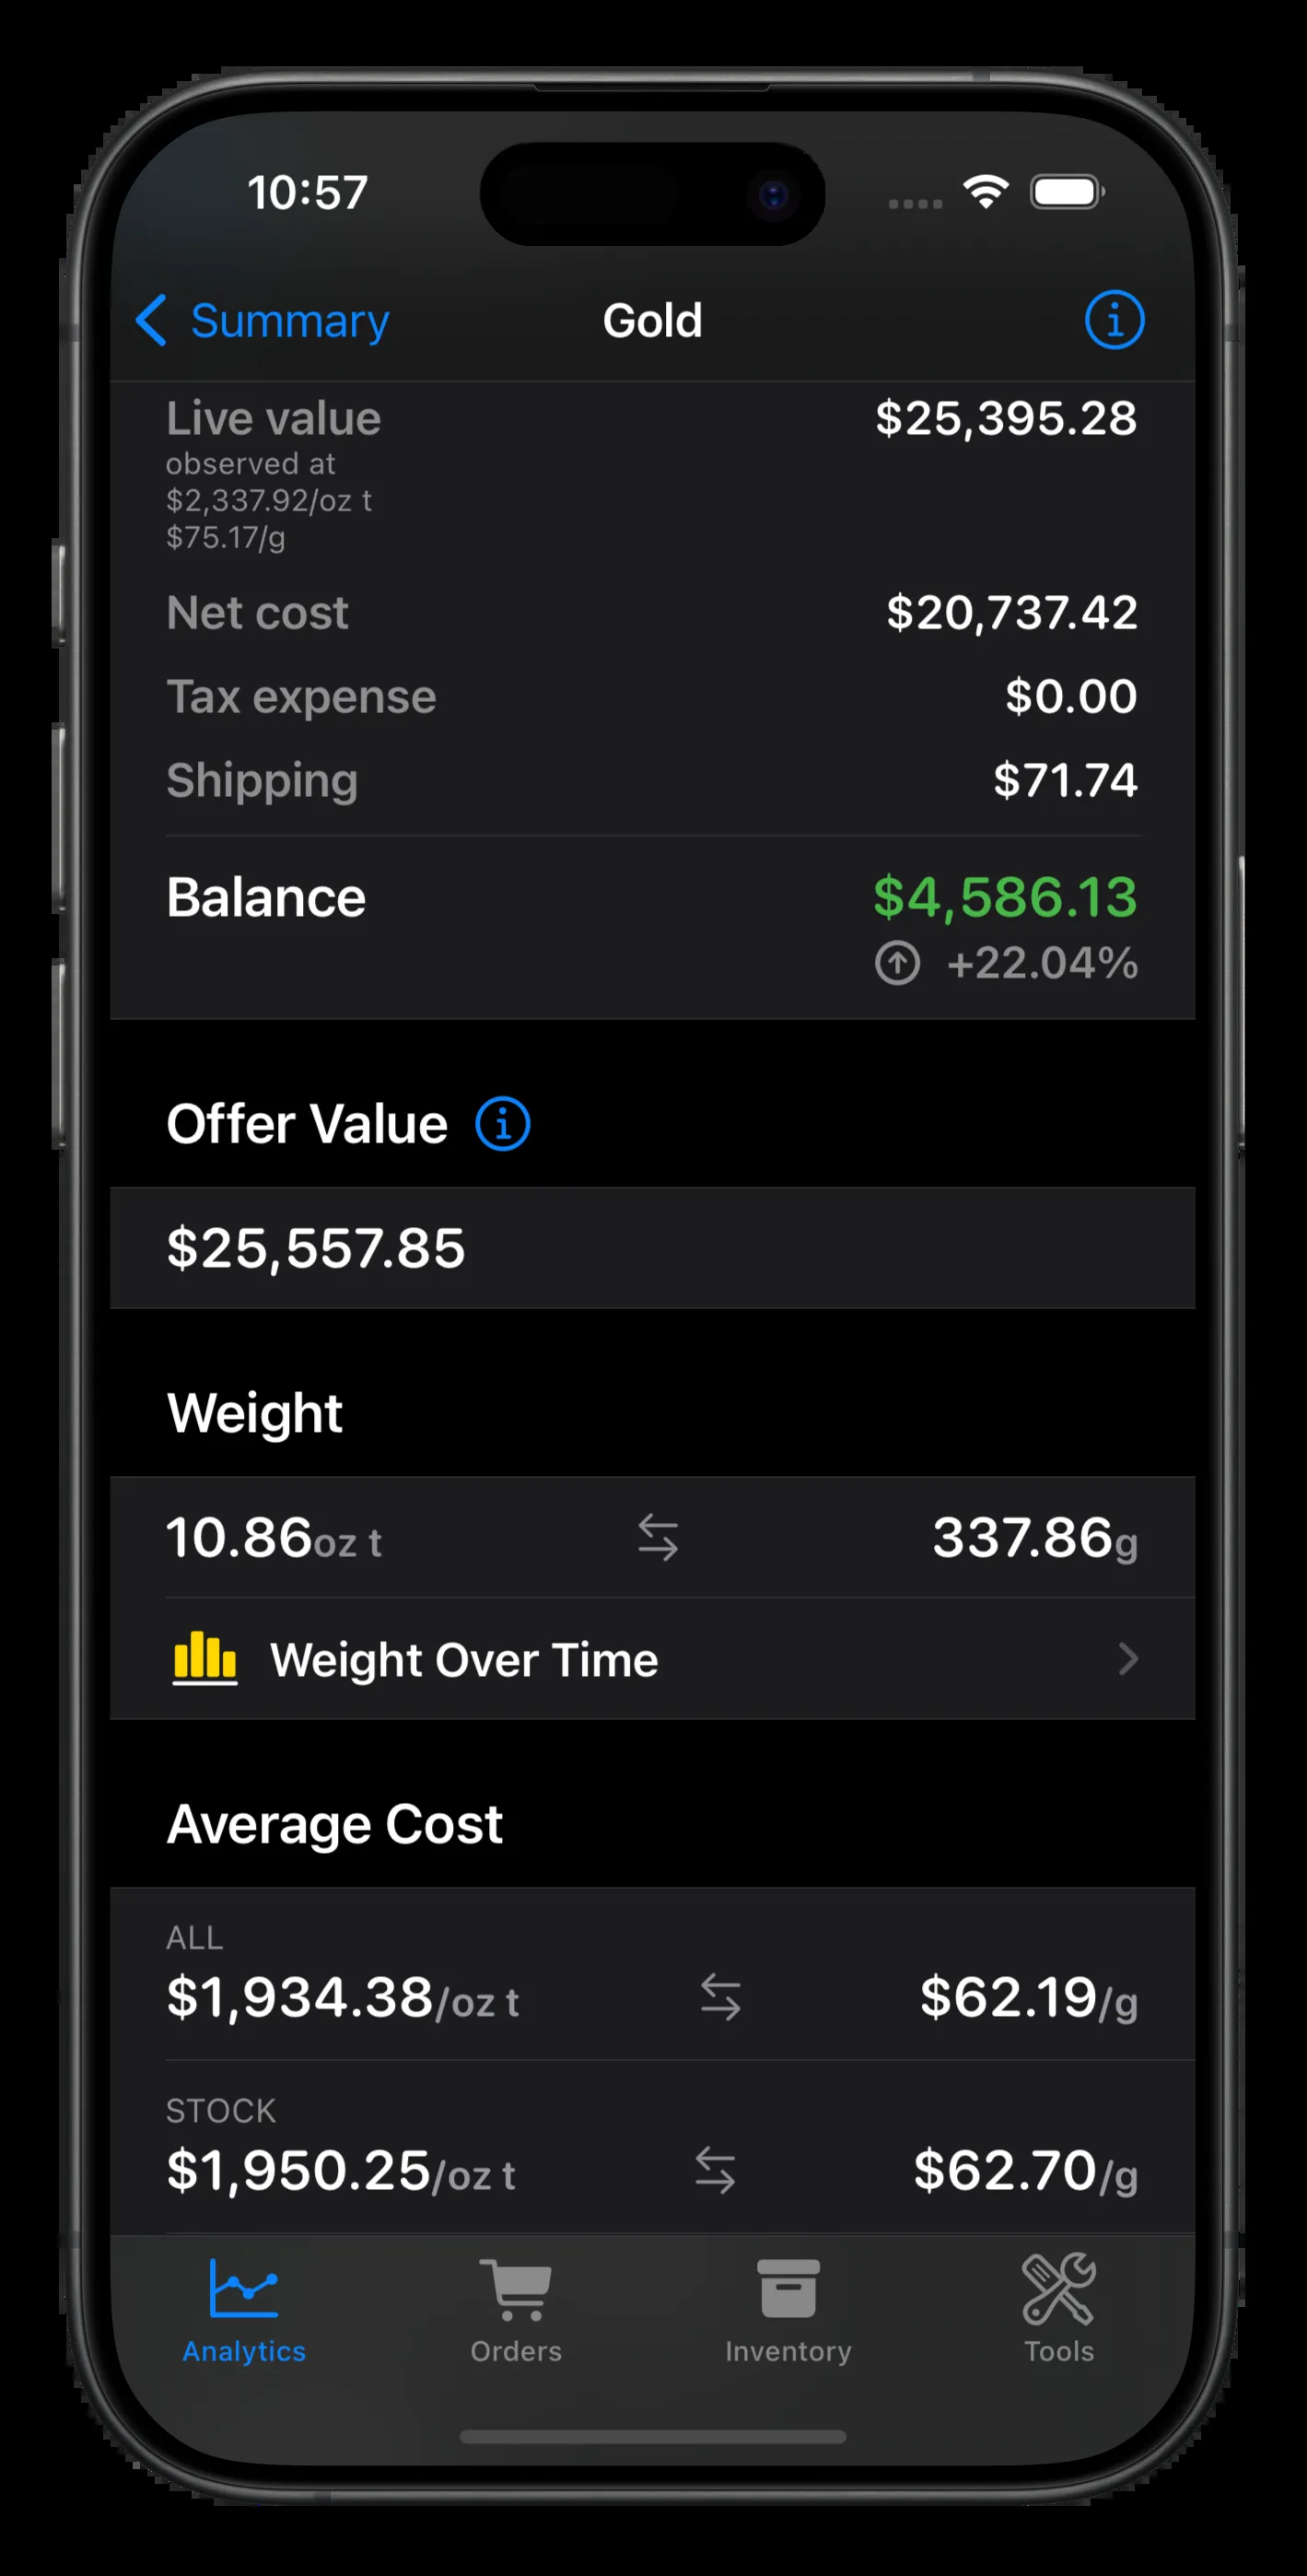 10:57
Summary
Gold
Live value
$25,395.28
observed at
$2,337.92/oz t
$75.17/g
Net cost
$20,737.42
Tax expense
$0.00
Shipping
$71.74
Balance
$4,586.13
+22.04%
Offer Value
$25,557.85
Weight
10.86oz t
337.86g
Weight Over Time
Average Cost
ALL
$1,934.38/oz t
$62.19/g
STOCK
$1,950.25/oz t
$62.70/g
Analytics
Orders
Inventory
Tools